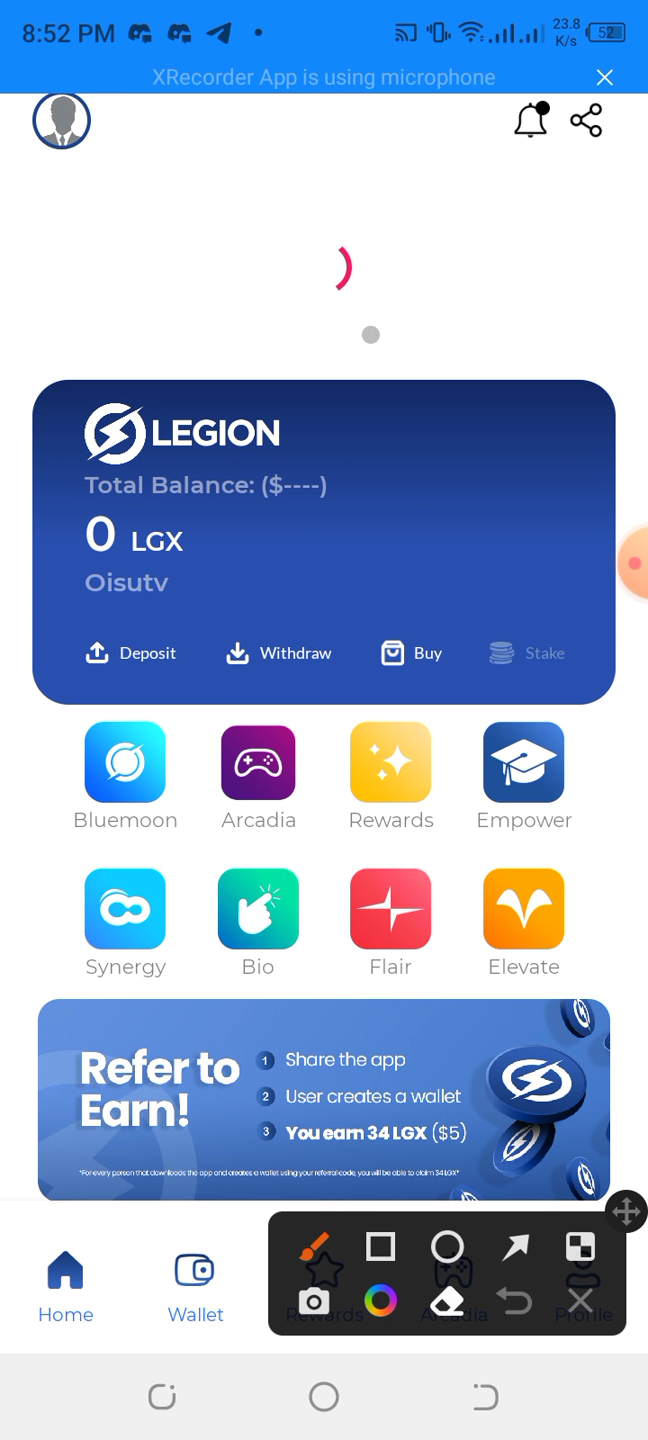 8:52 PM
23.8
K/s
52
XRecorder App is using microphone
LEGION
Total Balance: ($----)
0 LGX
Oisutv
Deposit
Withdraw
Buy
Stake
Bluemoon
Arcadia
Rewards
Empower
Synergy
Bio
Flair
Elevate
Refer to
Earn!
1 Share the app
2 User creates a wallet
3 You earn 34 LGX ($5)
*For every person that downloads the app and creates a wallet using your referral code, you will be able to claim 34 LGX*
Home
Wallet
Rewards
Arcadia
Profile